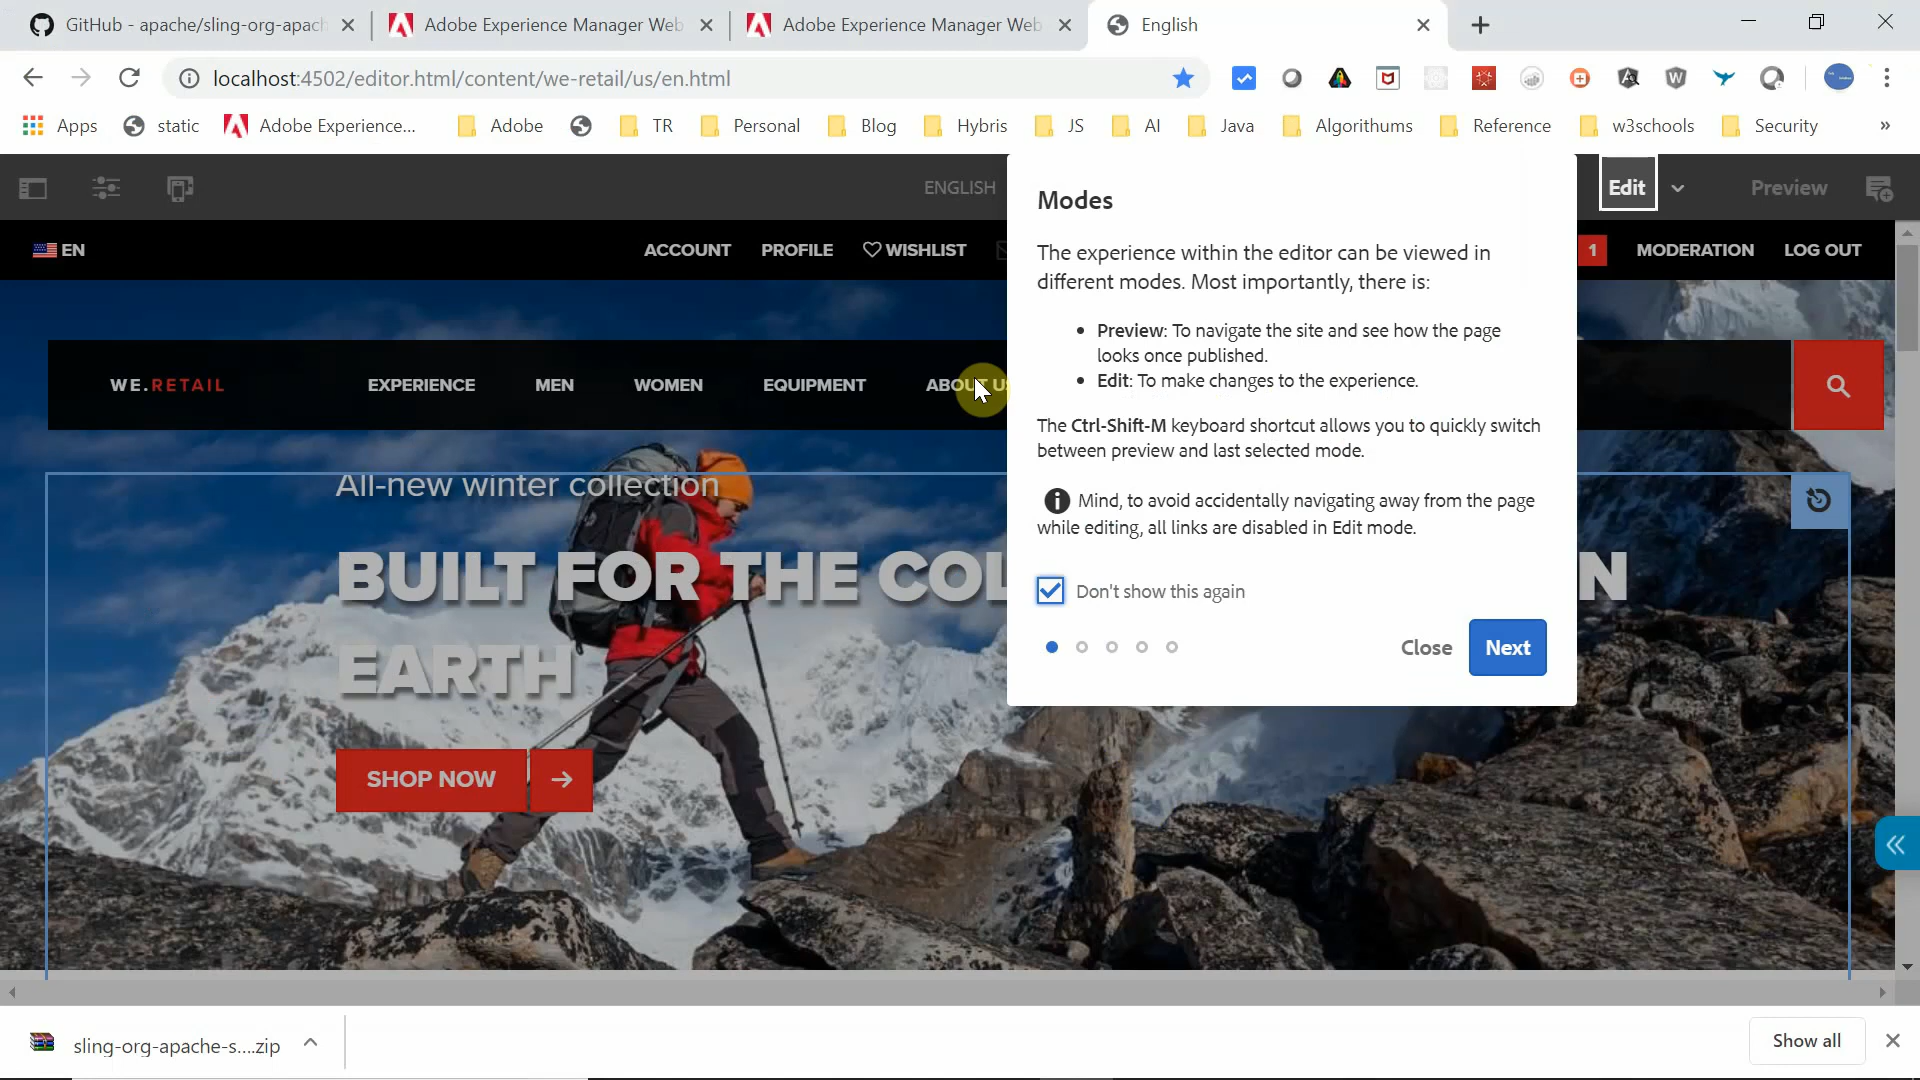 GitHub - apache/sling-org-apach
Adobe Experience Manager Web
Adobe Experience Manager Web
English
localhost:4502/editor.html/content/we-retail/us/en.html
Apps
static
Adobe Experience...
Adobe
TR
Personal
Blog
Hybris
JS
AI
Java
Algorithums
Reference
w3schools
Security
»
ENGLISH
Edit
Preview
EN
ACCOUNT
PROFILE
WISHLIST
1
MODERATION
LOG OUT
WE.RETAIL
EXPERIENCE
MEN
WOMEN
EQUIPMENT
ABOUT US
All-new winter collection
BUILT FOR THE COL
N
EARTH
SHOP NOW
Modes
The experience within the editor can be viewed in
different modes. Most importantly, there is:
• Preview: To navigate the site and see how the page
looks once published.
• Edit: To make changes to the experience.
The Ctrl-Shift-M keyboard shortcut allows you to quickly switch
between preview and last selected mode.
Mind, to avoid accidentally navigating away from the page
while editing, all links are disabled in Edit mode.
Don't show this again
Close
Next
sling-org-apache-s....zip
Show all